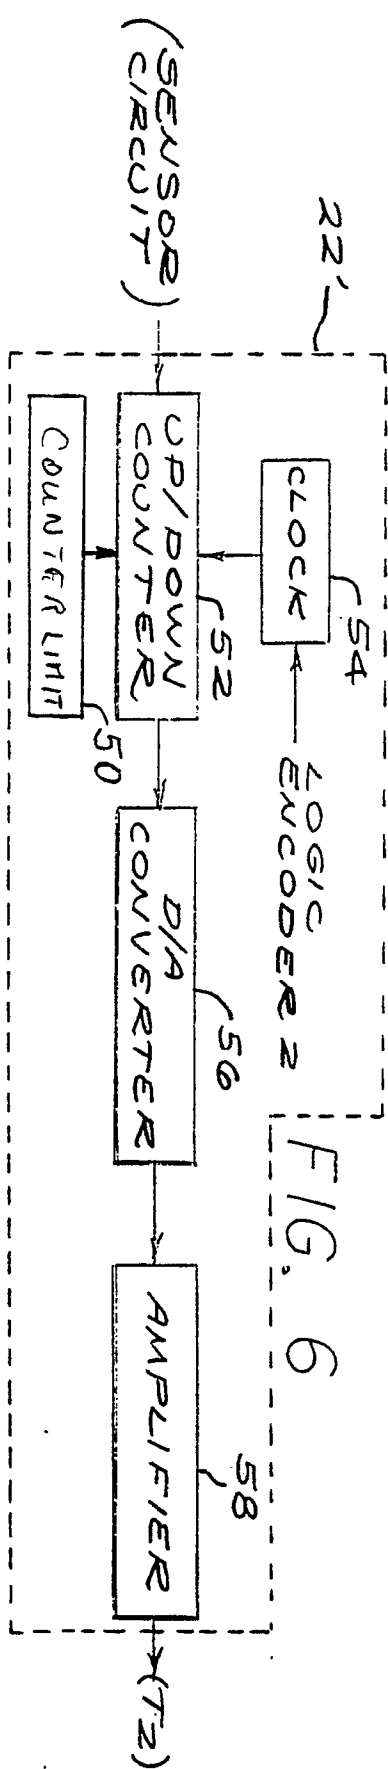 22'
CLOCK
54
LOGIC
ENCODER 2
FIG. 6
(SENSOR
CIRCUIT)
UP/DOWN
COUNTER
52
D/A
CONVERTER
56
AMPLIFIER
58
(T2)
COUNTER LIMIT
50